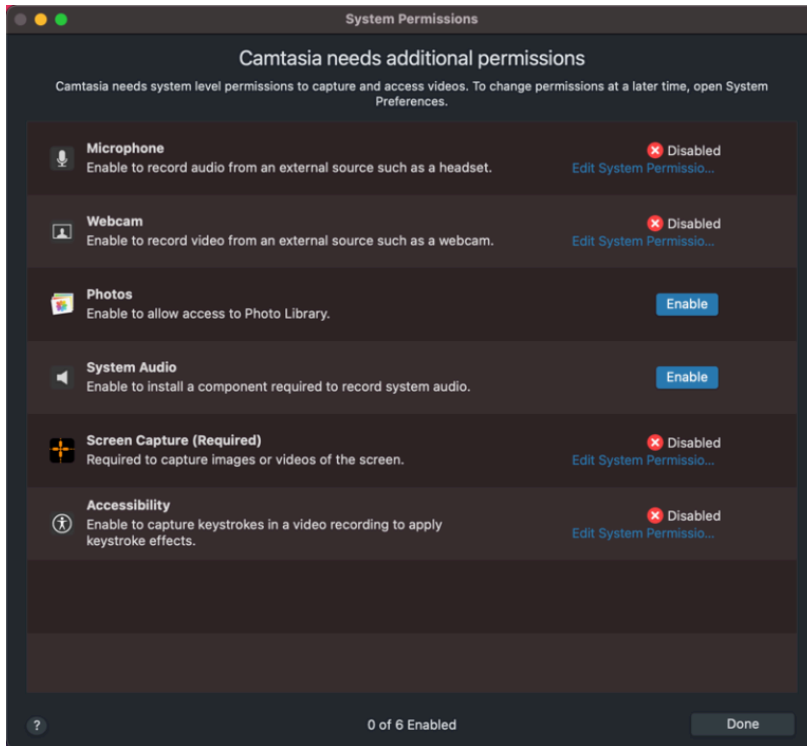 System Permissions
Camtasia needs additional permissions
Camtasia needs system level permissions to capture and access videos. To change permissions at a later time, open System
Preferences.
Microphone
Enable to record audio from an external source such as a headset.
Disabled
Edit System Permissio...
Webcam
Enable to record video from an external source such as a webcam.
Disabled
Edit System Permissio...
Photos
Enable to allow access to Photo Library.
Enable
System Audio
Enable to install a component required to record system audio.
Enable
Screen Capture (Required)
Required to capture images or videos of the screen.
Disabled
Edit System Permissio...
Accessibility
Enable to capture keystrokes in a video recording to apply
keystroke effects.
Disabled
Edit System Permissio...
?
0 of 6 Enabled
Done